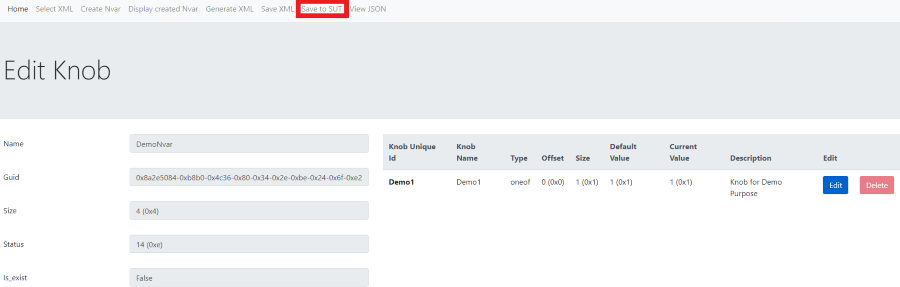 Home Select XML Create Nvar Display created Nvar Generate XML Save XML Save to SUT View JSON
Edit Knob
Name DemoNvar
Guid 0x8a2e5084-0xb8b0-0x4c36-0x80-0x34-0x2e-0xbe-0x24-0x6f-0xe2
Size 4 (0x4)
Status 14 (0xe)
Is_exist False
Knob Unique Id Knob Name Type Offset Size Default Value Current Value Description Edit
Demo1 Demo1 oneof 0 (0x0) 1 (0x1) 1 (0x1) 1 (0x1) Knob for Demo Purpose Edit Delete